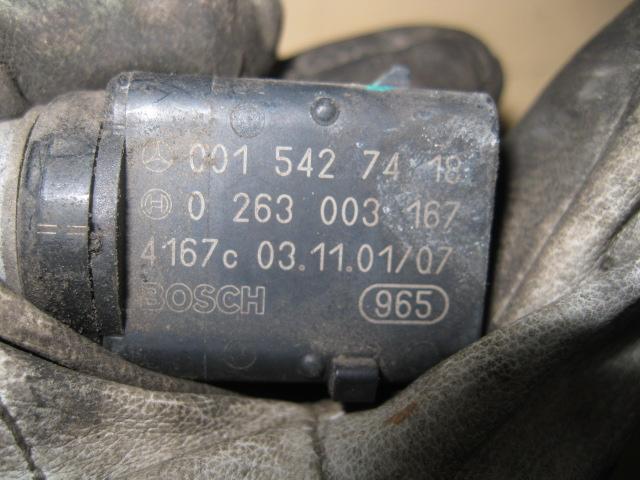 001 542 74 18
0 263 003 167
4167c 03.11.01/07
BOSCH 965